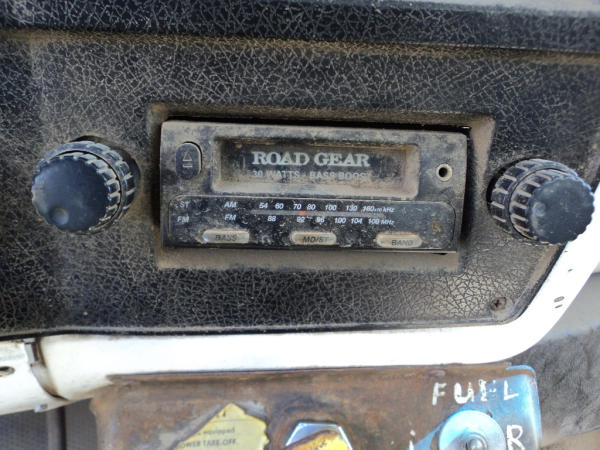 ROAD GEAR
30 WATTS - BASS BOOST
ST AM 54 60 70 80 100 130 160 kHz
FM FM 88 92 96 100 104 108 MHz
BASS MO/ST BAND
FUEL
R
equipped
POWER TAKE-OFF